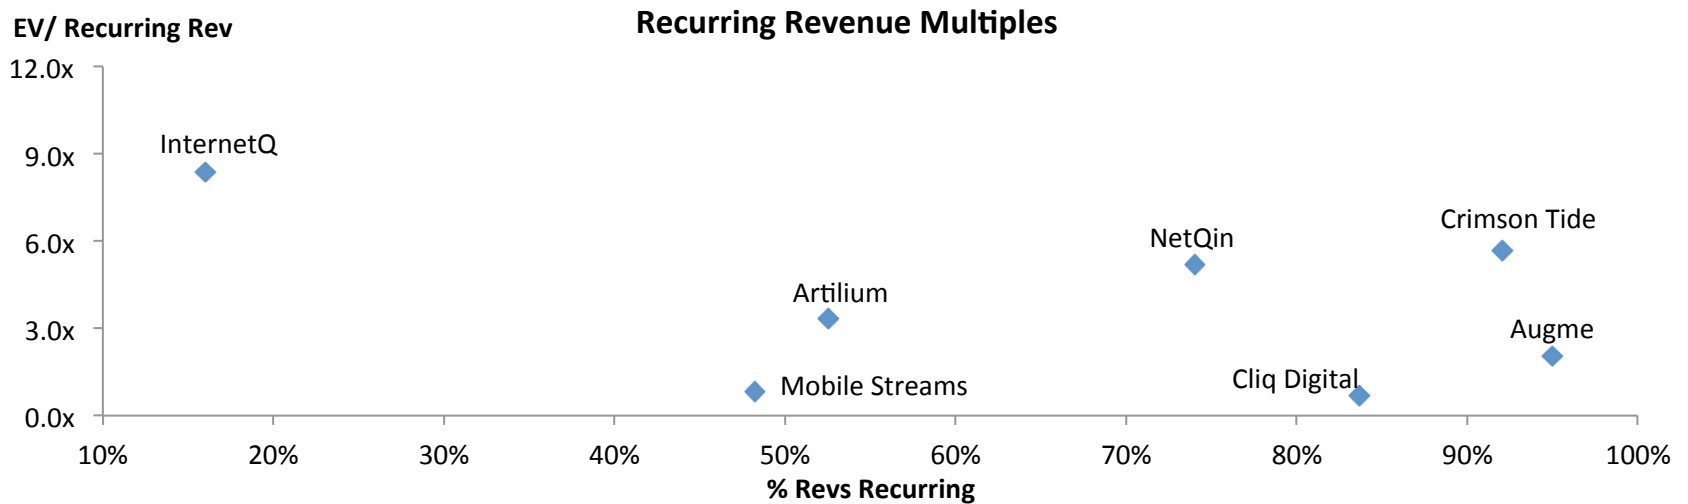 Recurring Revenue Multiples
EV/ Recurring Rev
12.0x
9.0x
6.0x
3.0x
0.0x
InternetQ
NetQin
Crimson Tide
Artilium
Augme
Mobile Streams
Cliq Digital
10% 20% 30% 40% 50% 60% 70% 80% 90% 100%
% Revs Recurring